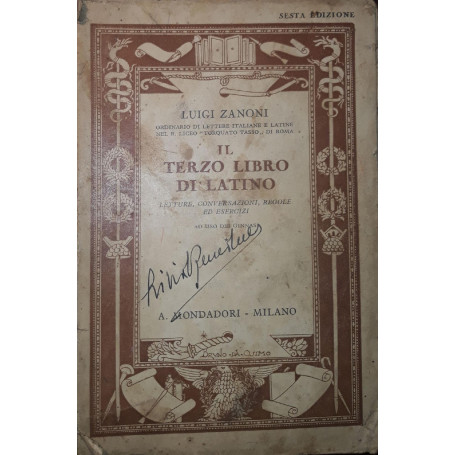 SESTA EDIZIONE
LUIGI ZANONI
ORDINARIO DI LETTERE ITALIANE E LATINE
NEL R. LICEO "TORQUATO TASSO" DI ROMA
IL
TERZO LIBRO
DI LATINO
LETTURE, CONVERSAZIONI, REGOLE
ED ESERCIZI
A. MONDADORI - MILANO